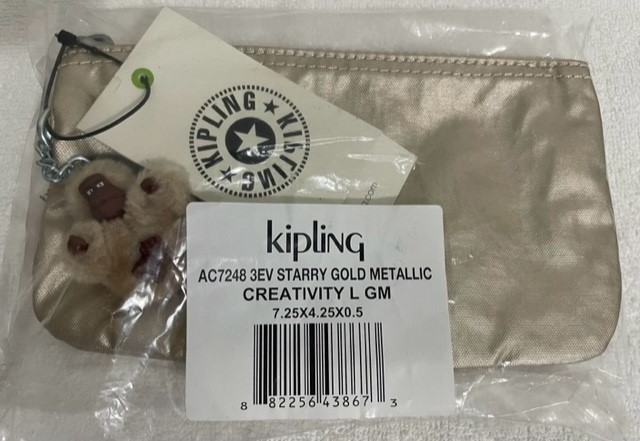 KIPLING ★ KIPLING ★
kipling
AC7248 3EV STARRY GOLD METALLIC
CREATIVITY L GM
7.25X4.25X0.5
8 82256 43867 3